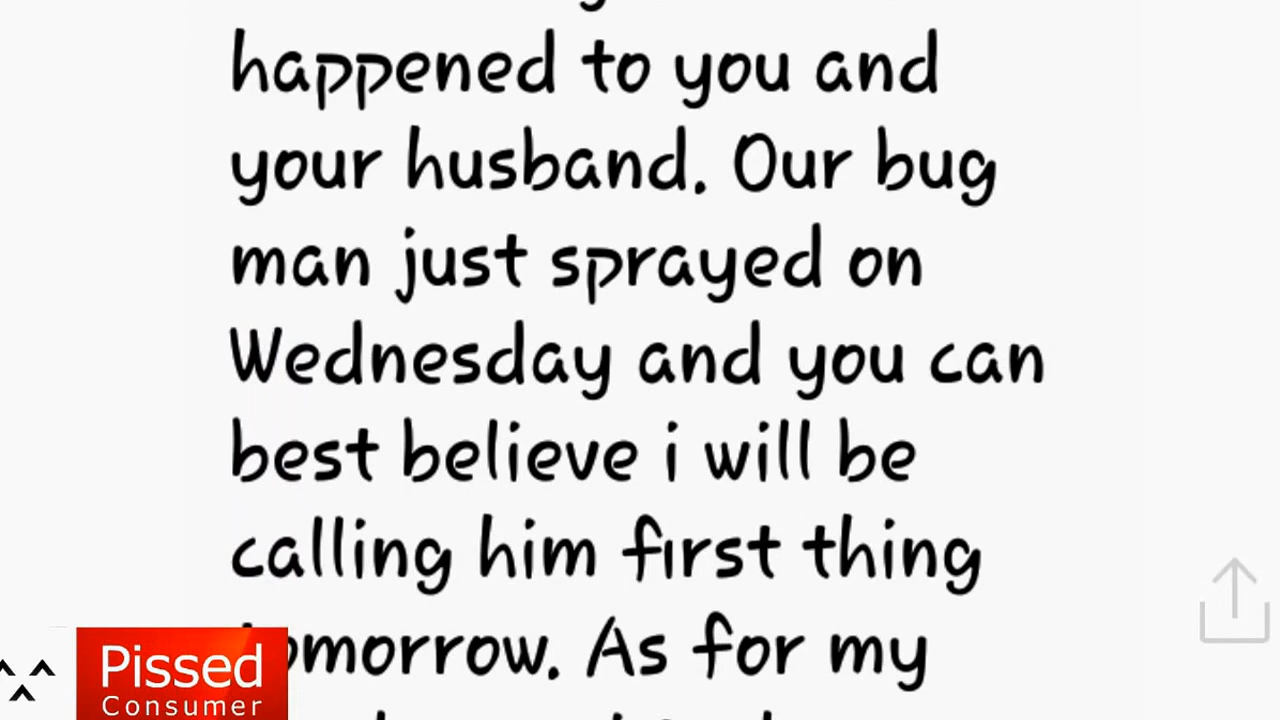 happened to you and
your husband. Our bug
man just sprayed on
Wednesday and you can
best believe i will be
calling him first thing
tomorrow. As for my
Pissed
Consumer